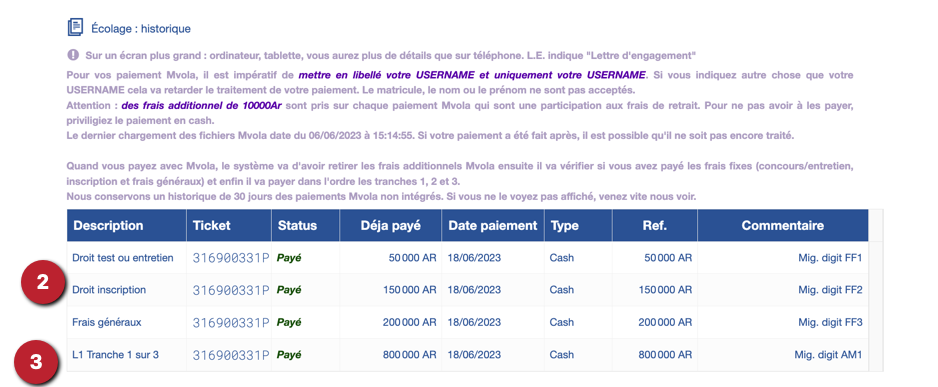 Écolage : historique
Sur un écran plus grand : ordinateur, tablette, vous aurez plus de détails que sur téléphone. L.E. indique "Lettre d'engagement"
Pour vos paiement Mvola, il est impératif de mettre en libellé votre USERNAME et uniquement votre USERNAME. Si vous indiquez autre chose que votre
USERNAME cela va retarder le traitement de votre paiement. Le matricule, le nom ou le prénom ne sont pas acceptés.
Attention : des frais additionnel de 10000Ar sont pris sur chaque paiement Mvola qui sont une participation aux frais de retrait. Pour ne pas avoir à les payer,
priviligiez le paiement en cash.
Le dernier chargement des fichiers Mvola date du 06/06/2023 à 15:14:55. Si votre paiement a été fait après, il est possible qu'il ne soit pas encore traité.
Quand vous payez avec Mvola, le système va d'avoir retirer les frais additionnels Mvola ensuite il va vérifier si vous avez payé les frais fixes (concours/entretien,
inscription et frais généraux) et enfin il va payer dans l'ordre les tranches 1, 2 et 3.
Nous conservons un historique de 30 jours des paiements Mvola non intégrés. Si vous ne le voyez pas affiché, venez vite nous voir.
Description Ticket Status Déja payé Date paiement Type Ref. Commentaire
Droit test ou entretien 316900331P Payé 50 000 AR 18/06/2023 Cash 50 000 AR Mig. digit FF1
2 Droit inscription 316900331P Payé 150 000 AR 18/06/2023 Cash 150 000 AR Mig. digit FF2
Frais généraux 316900331P Payé 200 000 AR 18/06/2023 Cash 200 000 AR Mig. digit FF3
3 L1 Tranche 1 sur 3 316900331P Payé 800 000 AR 18/06/2023 Cash 800 000 AR Mig. digit AM1